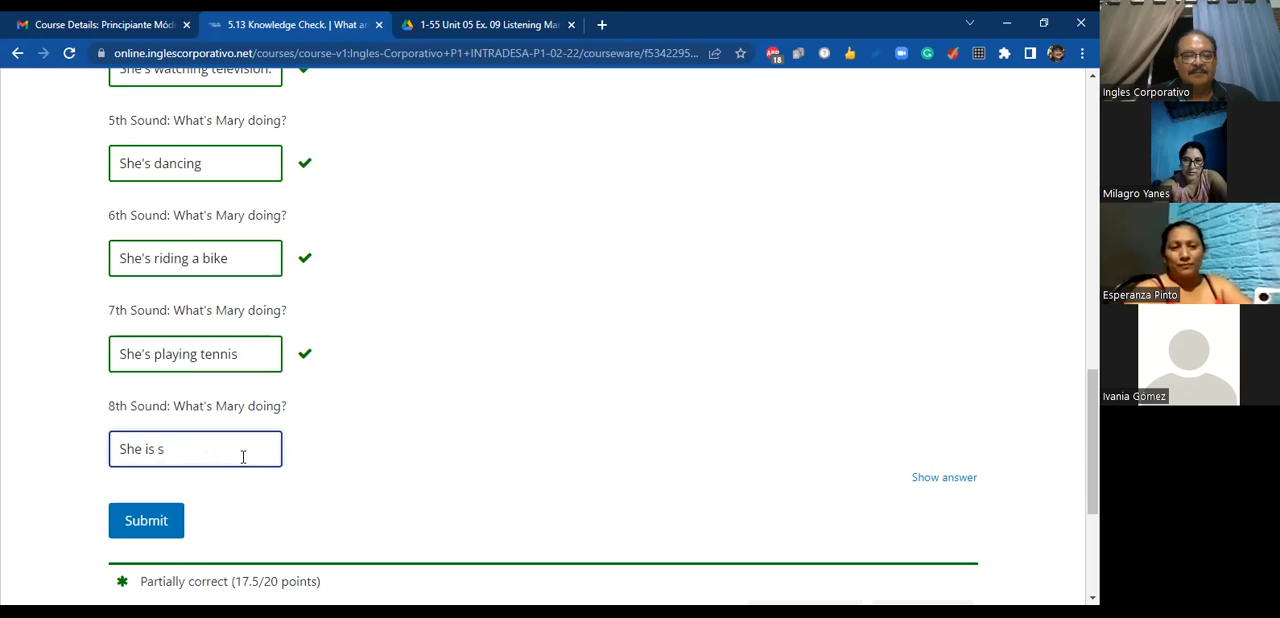 Course Details: Principiante Mód
5.13 Knowledge Check. | What ar
1-55 Unit 05 Ex. 09 Listening Ma
online.inglescorporativo.net/courses/course-v1:Ingles-Corporativo+P1+INTRADESA-P1-02-22/courseware/f5342295...
18
She's watching television.
5th Sound: What's Mary doing?
She's dancing
6th Sound: What's Mary doing?
She's riding a bike
7th Sound: What's Mary doing?
She's playing tennis
8th Sound: What's Mary doing?
She is s
Show answer
Submit
Partially correct (17.5/20 points)
Ingles Corporativo
Milagro Yanes
Esperanza Pinto
Ivania Gómez